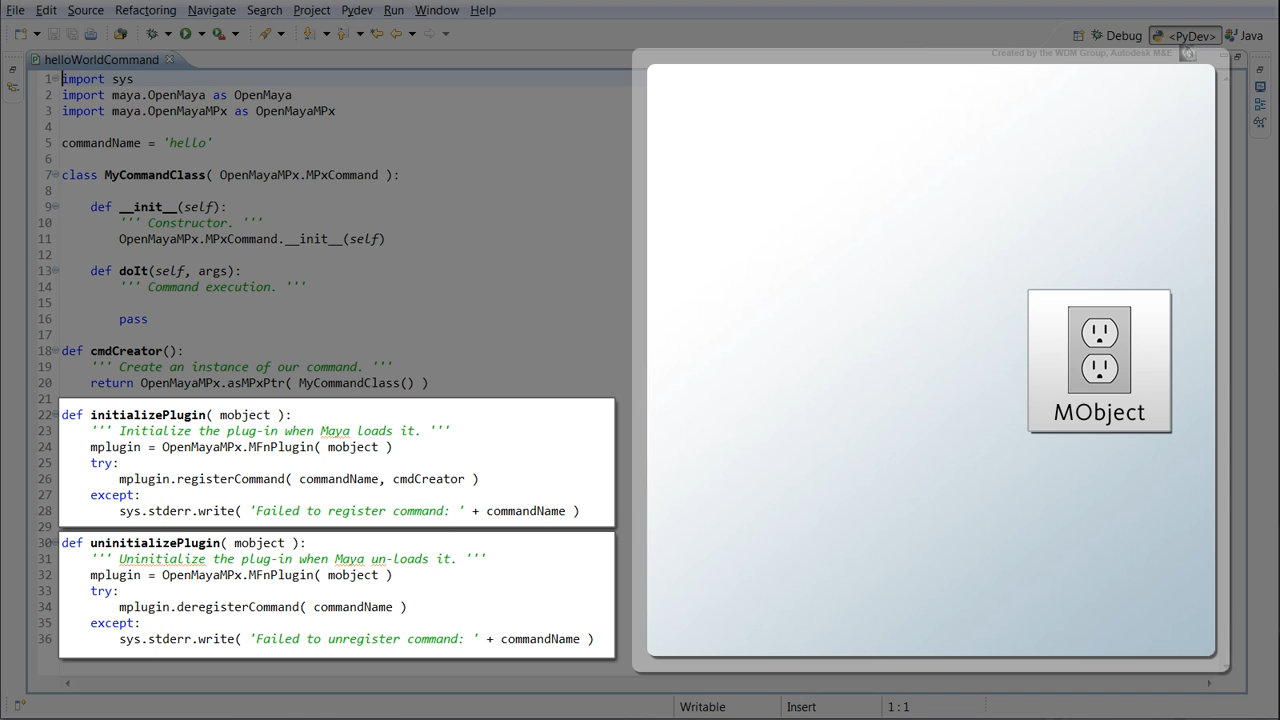 File Edit Source Refactoring Navigate Search Project Pydev Run Window Help
Debug <PyDev> Java
helloWorldCommand
Created by the WDM Group, Autodesk M&E
1 import sys
2 import maya.OpenMaya as OpenMaya
3 import maya.OpenMayaMPx as OpenMayaMPx
4
5 commandName = 'hello'
6
7 class MyCommandClass( OpenMayaMPx.MPxCommand ):
8
9 def __init__(self):
10 ''' Constructor. '''
11 OpenMayaMPx.MPxCommand.__init__(self)
12
13 def doIt(self, args):
14 ''' Command execution. '''
15
16 pass
17
18 def cmdCreator():
19 ''' Create an instance of our command. '''
20 return OpenMayaMPx.asMPxPtr( MyCommandClass() )
21
22 def initializePlugin( mobject ):
23 ''' Initialize the plug-in when Maya loads it. '''
24 mplugin = OpenMayaMPx.MFnPlugin( mobject )
25 try:
26 mplugin.registerCommand( commandName, cmdCreator )
27 except:
28 sys.stderr.write( 'Failed to register command: ' + commandName )
29
30 def uninitializePlugin( mobject ):
31 ''' Uninitialize the plug-in when Maya un-loads it. '''
32 mplugin = OpenMayaMPx.MFnPlugin( mobject )
33 try:
34 mplugin.deregisterCommand( commandName )
35 except:
36 sys.stderr.write( 'Failed to unregister command: ' + commandName )
MObject
Writable Insert 1 : 1